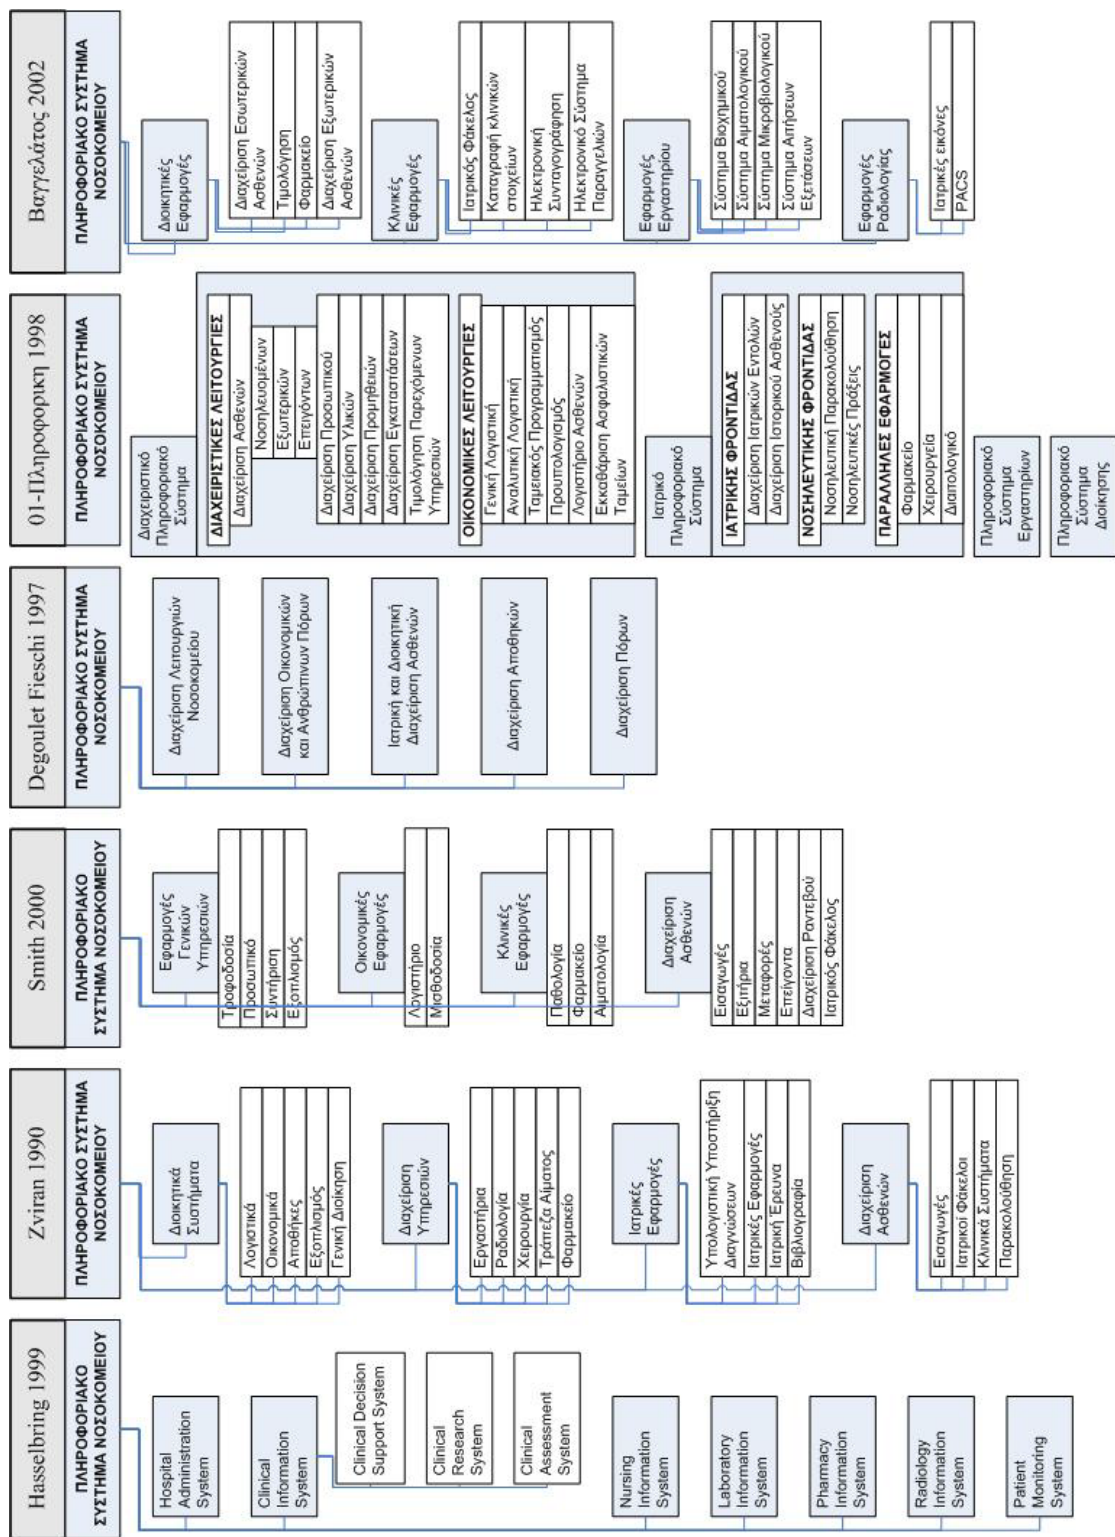 Hasselbring 1999
ΠΛΗΡΟΦΟΡΙΑΚΟ
ΣΥΣΤΗΜΑ ΝΟΣΟΚΟΜΕΙΟΥ
Hospital
Administration
System
Clinical
Information
System
Clinical Decision
Support System
Clinical
Research
System
Clinical
Assessment
System
Nursing
Information
System
Laboratory
Information
System
Pharmacy
Information
System
Radiology
Information
System
Patient
Monitoring
System
Zviran 1990
ΠΛΗΡΟΦΟΡΙΑΚΟ ΣΥΣΤΗΜΑ
ΝΟΣΟΚΟΜΕΙΟΥ
Διοικητικά
Συστήματα
Λογιστικά
Οικονομικά
Αποθήκες
Εξοπλισμός
Γενική Διοίκηση
Διαχείριση
Υπηρεσιών
Εργαστήρια
Ραδιολογία
Χειρουργία
Τράπεζα Αίματος
Φαρμακείο
Ιατρικές
Εφαρμογές
Υπολογιστική Υποστήριξη
Διαγνώσεων
Ιατρικές Εφαρμογές
Ιατρική Έρευνα
Βιβλιογραφία
Διαχείριση
Ασθενών
Εισαγωγές
Ιατρικοί Φάκελοι
Κλινικά Συστήματα
Παρακολούθηση
Smith 2000
ΠΛΗΡΟΦΟΡΙΑΚΟ
ΣΥΣΤΗΜΑ ΝΟΣΟΚΟΜΕΙΟΥ
Εφαρμογές
Γενικών
Υπηρεσιών
Τροφοδοσία
Προσωπικό
Συντήριση
Εξοπλισμός
Οικονομικές
Εφαρμογές
Λογιστήριο
Μισθοδοσία
Κλινικές
Εφαρμογές
Παθολογία
Φαρμακείο
Αιματολογία
Διαχείριση
Ασθενών
Εισαγωγές
Εξιτήρια
Μεταφορές
Επείγοντα
Διαχείριση Ραντεβού
Ιατρικός Φάκελος
Degoulet Fieschi 1997
ΠΛΗΡΟΦΟΡΙΑΚΟ ΣΥΣΤΗΜΑ
ΝΟΣΟΚΟΜΕΙΟΥ
Διαχείριση Λειτουργιών
Νοσοκομείου
Διαχείριση Οικονομικών
και Ανθρώπινων Πόρων
Ιατρική και Διοικητική
Διαχείριση Ασθενών
Διαχείριση Αποθηκών
Διαχείριση Πόρων
01-Πληροφορικη 1998
ΠΛΗΡΟΦΟΡΙΑΚΟ ΣΥΣΤΗΜΑ
ΝΟΣΟΚΟΜΕΙΟΥ
Διαχειριστικό
Πληροφοριακό
Σύστημα
ΔΙΑΧΕΙΡΙΣΤΙΚΕΣ ΛΕΙΤΟΥΡΓΙΕΣ
Διαχείριση Ασθενών
Νοσηλευομένων
Εξωτερικών
Επειγόντων
Διαχείριση Προσωπικού
Διαχείριση Υλικών
Διαχείριση Προμηθειών
Διαχείριση Εγκαταστάσεων
Τιμολόγηση Παρεχόμενων
Υπηρεσιών
ΟΙΚΟΝΟΜΙΚΕΣ ΛΕΙΤΟΥΡΓΙΕΣ
Γενική Λογιστική
Αναλυτική Λογιστική
Ταμειακός Προγραμματισμός
Προυπολογισμός
Λογιστήριο Ασθενών
Εκκαθάριση Ασφαλιστικών
Ταμείων
Ιατρικό
Πληροφοριακό
Σύστημα
ΙΑΤΡΙΚΗΣ ΦΡΟΝΤΙΔΑΣ
Διαχείριση Ιατρικών Εντολών
Διαχείριση Ιστορικού Ασθενούς
ΝΟΣΗΛΕΥΤΙΚΗΣ ΦΡΟΝΤΙΔΑΣ
Νοσηλευτική Παρακολούθηση
Νοσηλευτικές Πράξεις
ΠΑΡΑΛΗΛΕΣ ΕΦΑΡΜΟΓΕΣ
Φαρμακείο
Χειρουργεία
Διαιτολογικό
Πληροφοριακό
Σύστημα
Εργαστηρίων
Πληροφοριακό
Σύστημα
Διοίκησης
Βαγγελάτος 2002
ΠΛΗΡΟΦΟΡΙΑΚΟ ΣΥΣΤΗΜΑ
ΝΟΣΟΚΟΜΕΙΟΥ
Διοικητικές
Εφαρμογές
Διαχείριση Εσωτερικών
Ασθενών
Τιμολόγηση
Φαρμακείο
Διαχείριση Εξωτερικών
Ασθενών
Κλινικές
Εφαρμογές
Ιατρικός Φάκελος
Καταγραφή κλινικών
στοιχείων
Ηλεκτρονική
Συνταγογράφηση
Ηλεκτρονικό Σύστημα
Παραγγελιών
Εφαρμογές
Εργαστηρίου
Σύστημα Βιοχημικού
Σύστημα Αιματολογικού
Σύστημα Μικροβιολογικού
Σύστημα Αιτήσεων
Εξετάσεων
Εφαρμογές
Ραδιολογίας
Ιατρικές εικόνες
PACS